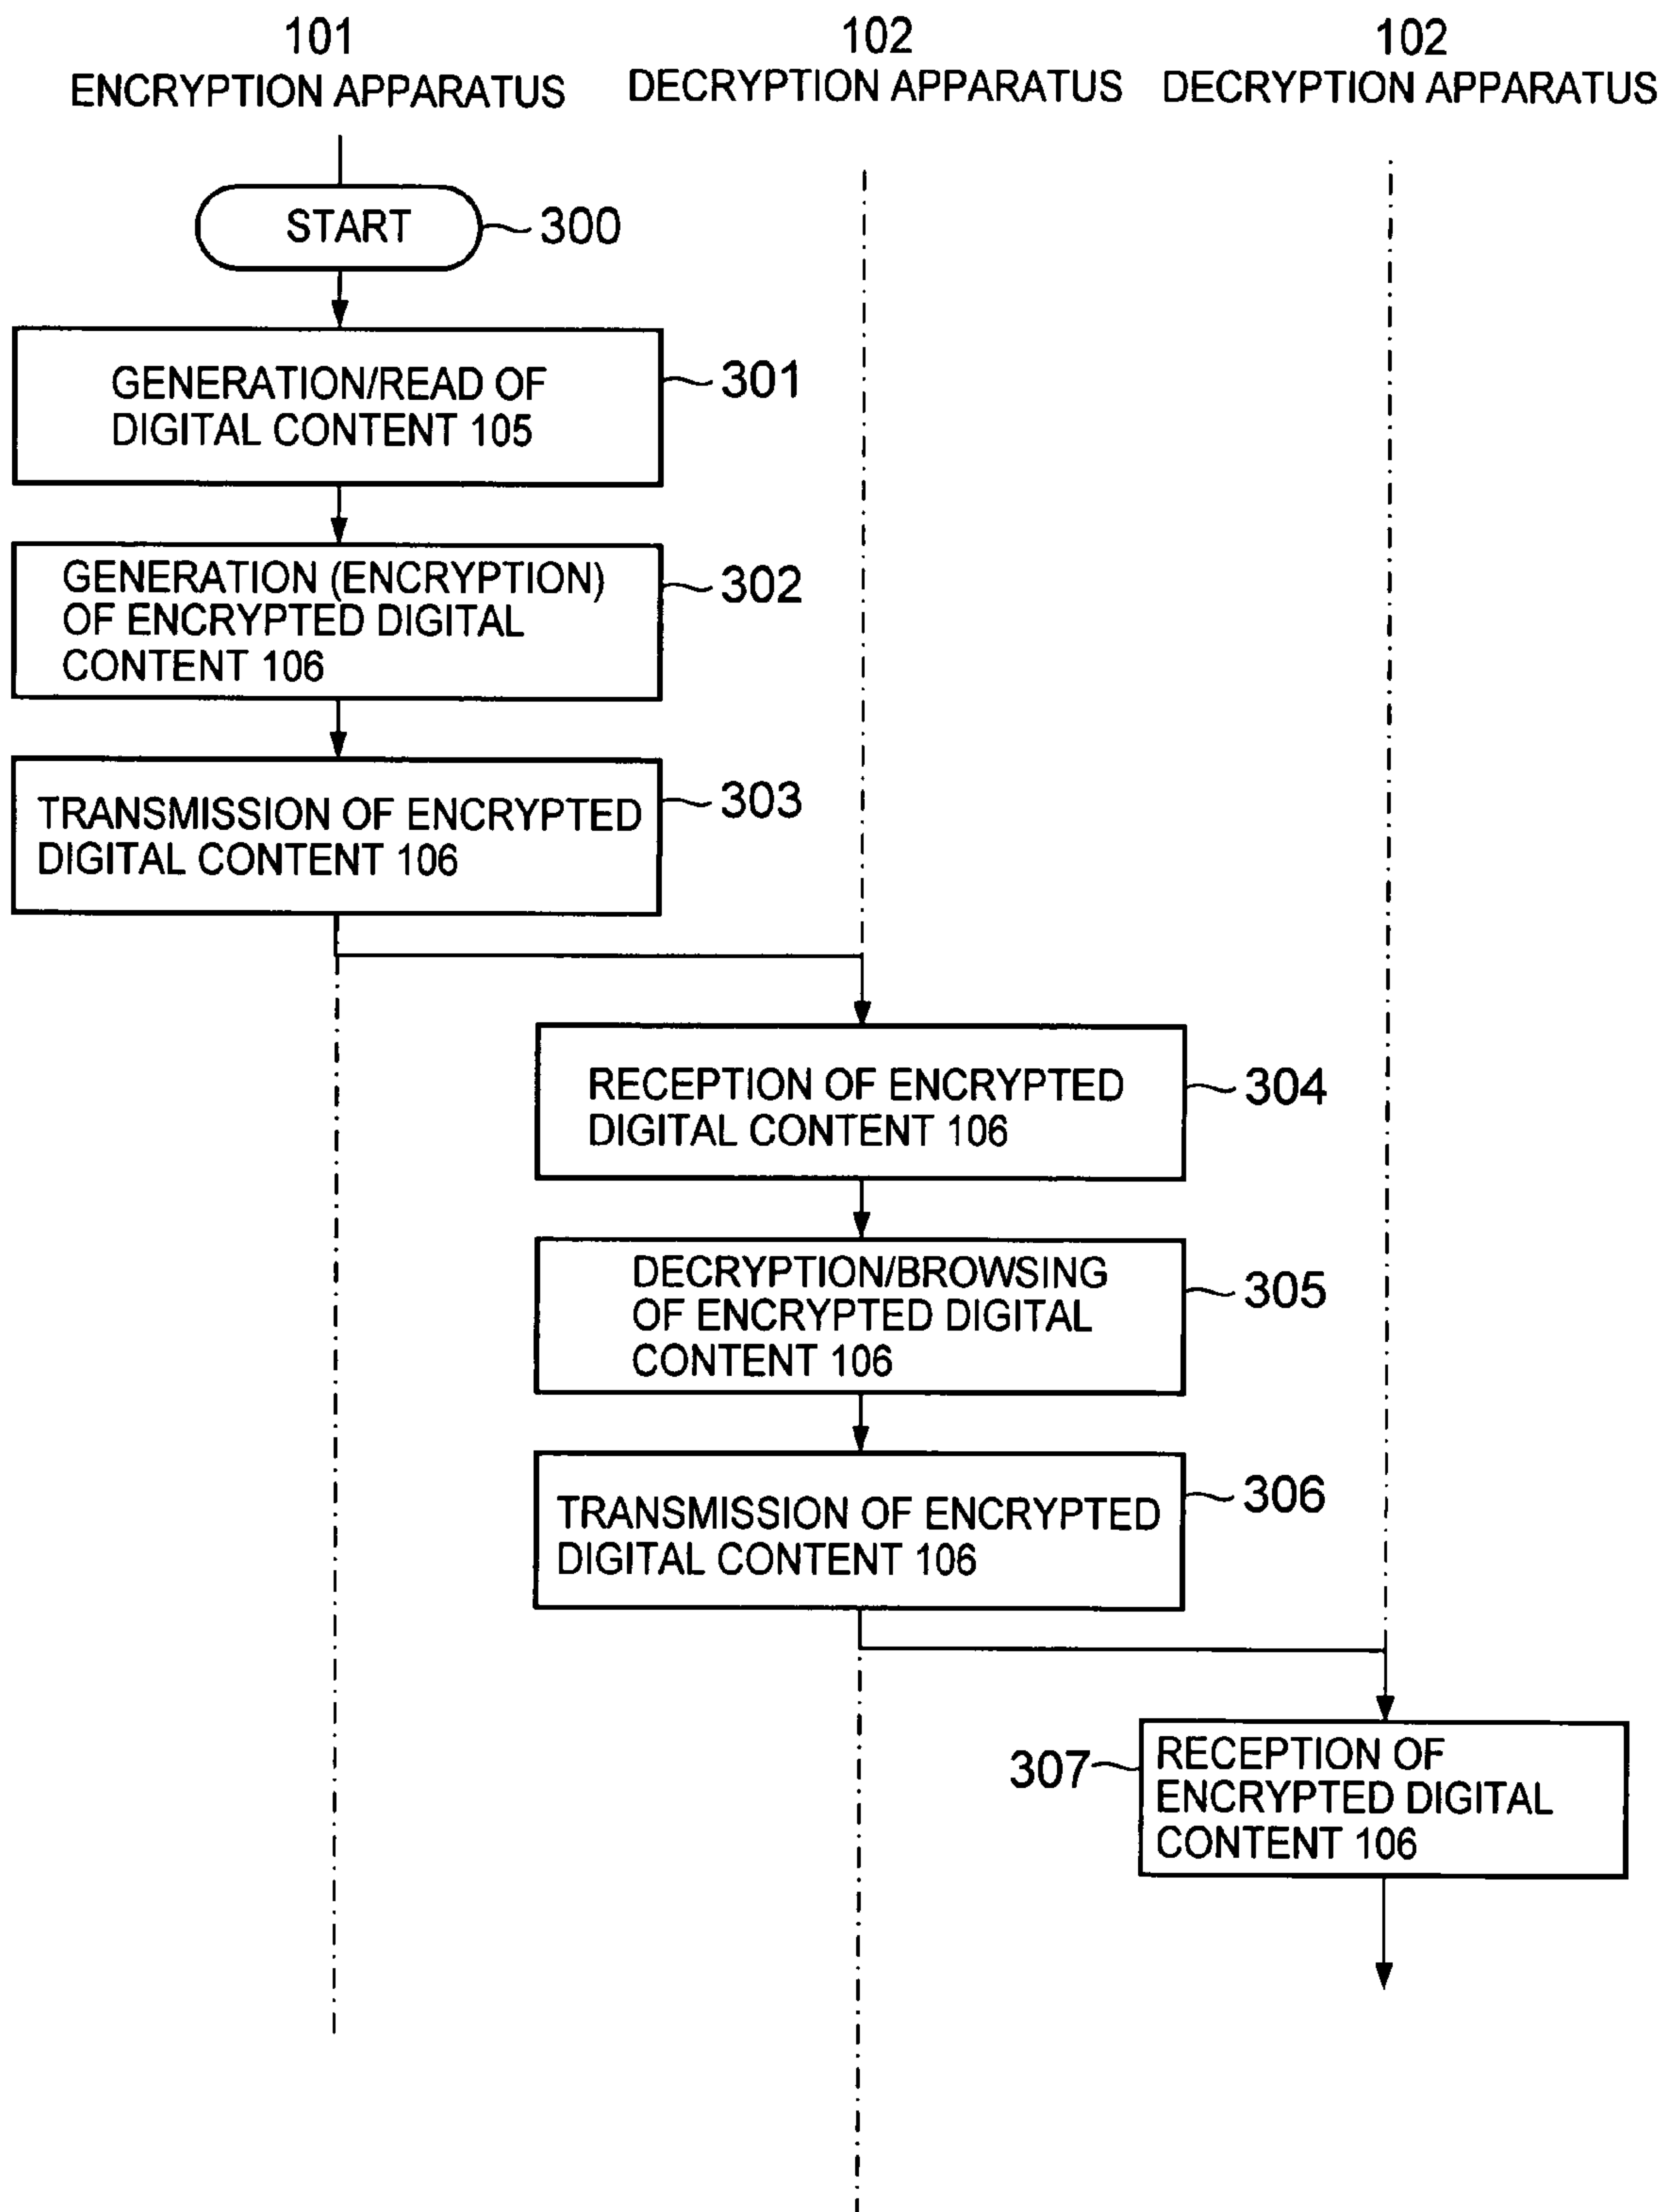 101
ENCRYPTION APPARATUS
102
DECRYPTION APPARATUS
102
DECRYPTION APPARATUS
START
300
GENERATION/READ OF
DIGITAL CONTENT 105
301
GENERATION (ENCRYPTION)
OF ENCRYPTED DIGITAL
CONTENT 106
302
TRANSMISSION OF ENCRYPTED
DIGITAL CONTENT 106
303
RECEPTION OF ENCRYPTED
DIGITAL CONTENT 106
304
DECRYPTION/BROWSING
OF ENCRYPTED DIGITAL
CONTENT 106
305
TRANSMISSION OF ENCRYPTED
DIGITAL CONTENT 106
306
307
RECEPTION OF
ENCRYPTED DIGITAL
CONTENT 106